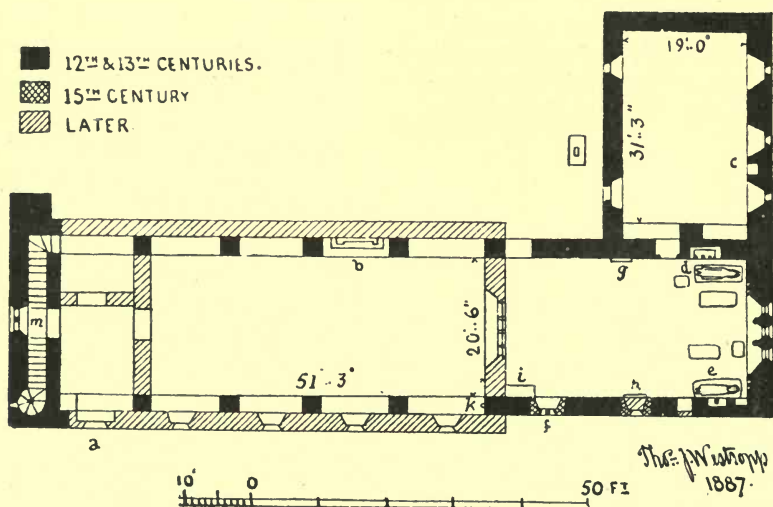 12TH & 13TH CENTURIES.
15TH CENTURY
LATER
19'.0"
31'.3"
c
b
g
d
m
20'.6"
e
51'.3"
i
h
k
a
f
Thos. J. Westropp
1887.
10' 0 50 FT